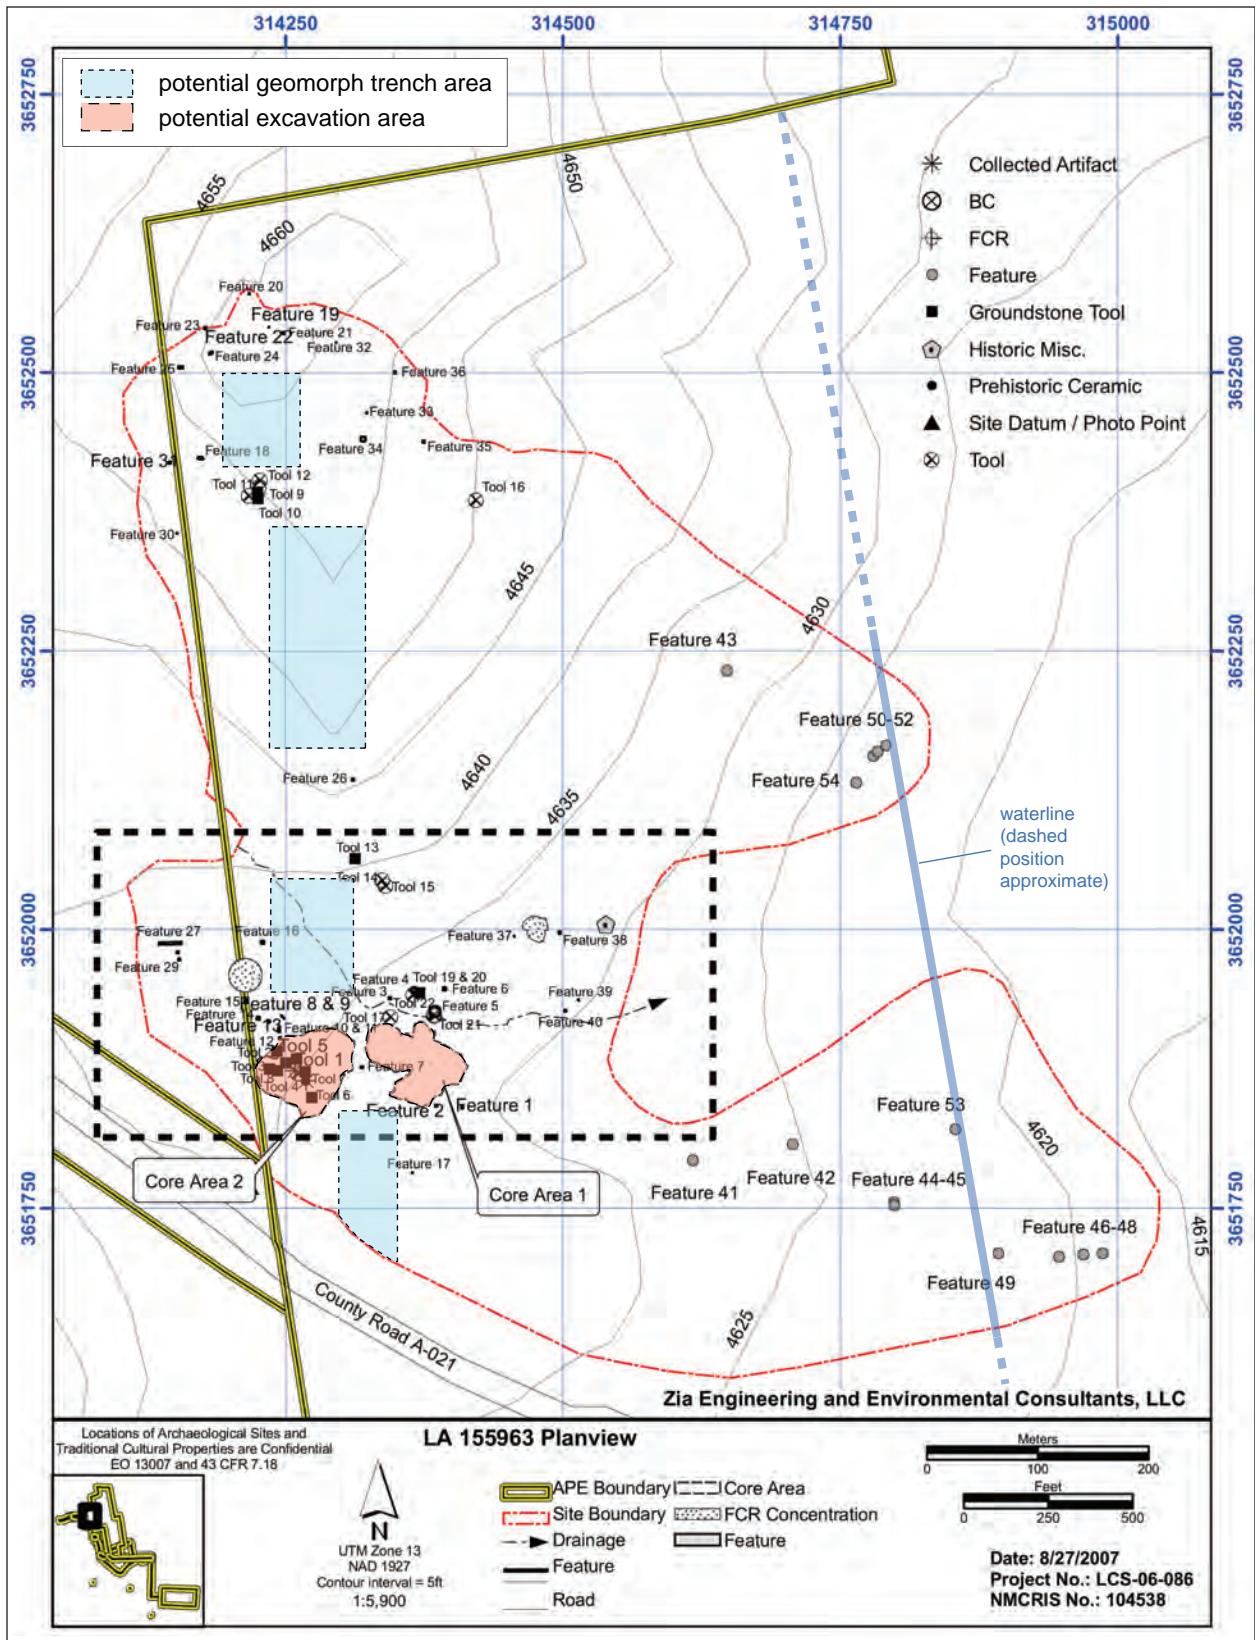 314250 314500 314750 315000
3652750
3652750
potential geomorph trench area
potential excavation area
Collected Artifact
BC
FCR
Feature
Groundstone Tool
Historic Misc.
Prehistoric Ceramic
Site Datum / Photo Point
Tool
4655
4660
4650
3652500
3652500
Feature 20
Feature 19
Feature 23
Feature 22
Feature 21
Feature 32
Feature 24
Feature 25
Feature 36
Feature 33
Feature 34
Feature 35
Feature 18
Feature 31
Tool 12
Tool 11
Tool 9
Tool 10
Tool 16
Feature 30
4645
4630
3652250
3652250
Feature 43
Feature 50-52
Feature 54
Feature 26
4640
4635
waterline
(dashed
position
approximate)
Tool 13
Tool 14
Tool 15
3652000
3652000
Feature 27
Feature 16
Feature 29
Feature 37
Feature 38
Feature 4
Tool 19 & 20
Feature 3
Feature 6
Feature 39
Feature 15
Feature 8 & 9
Tool 22
Feature 5
Feature 40
Feature 14
Feature 13
Tool 17
Tool 21
Feature 10 & 11
Feature 12
Tool 5
Tool 1
Feature 7
Tool 6
Feature 2
Feature 1
Feature 53
4620
Core Area 2
Feature 17
Core Area 1
Feature 41
Feature 42
Feature 44-45
3651750
3651750
Feature 46-48
4615
Feature 49
County Road A-021
4625
Zia Engineering and Environmental Consultants, LLC
Locations of Archaeological Sites and
Traditional Cultural Properties are Confidential
EO 13007 and 43 CFR 7.18
LA 155963 Planview
N
UTM Zone 13
NAD 1927
Contour interval = 5ft
1:5,900
APE Boundary
Core Area
Site Boundary
FCR Concentration
Drainage
Feature
Feature
Road
Meters
0 100 200
Feet
0 250 500
Date: 8/27/2007
Project No.: LCS-06-086
NMCRIS No.: 104538